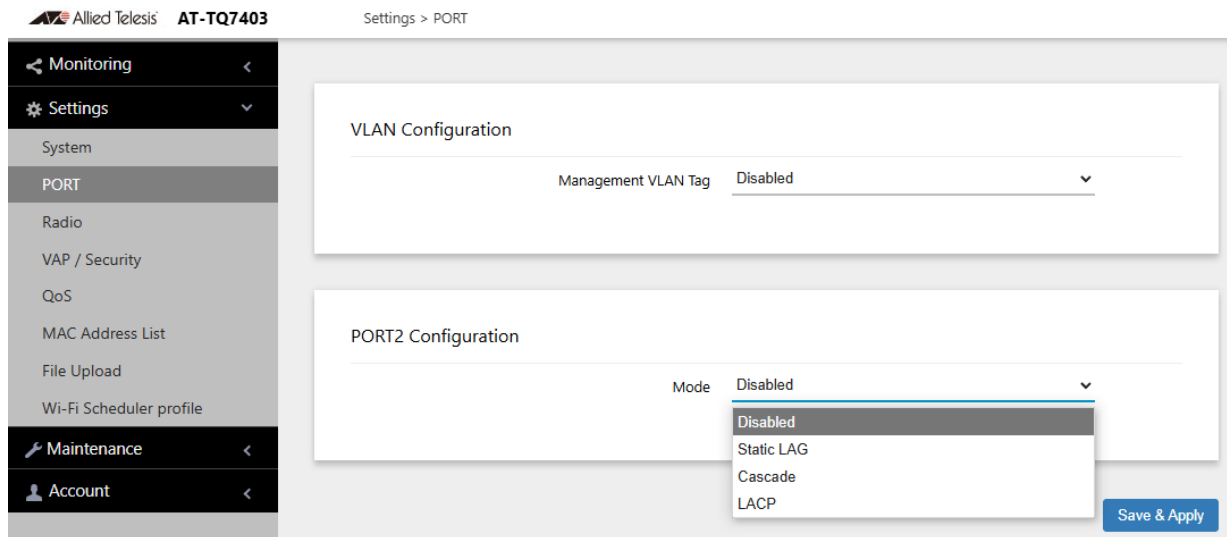 Allied Telesis AT-TQ7403 Settings > PORT
Monitoring
Settings
System
PORT
Radio
VAP / Security
QoS
MAC Address List
File Upload
Wi-Fi Scheduler profile
Maintenance
Account
VLAN Configuration
Management VLAN Tag Disabled
PORT2 Configuration
Mode Disabled
Disabled
Static LAG
Cascade
LACP
Save & Apply